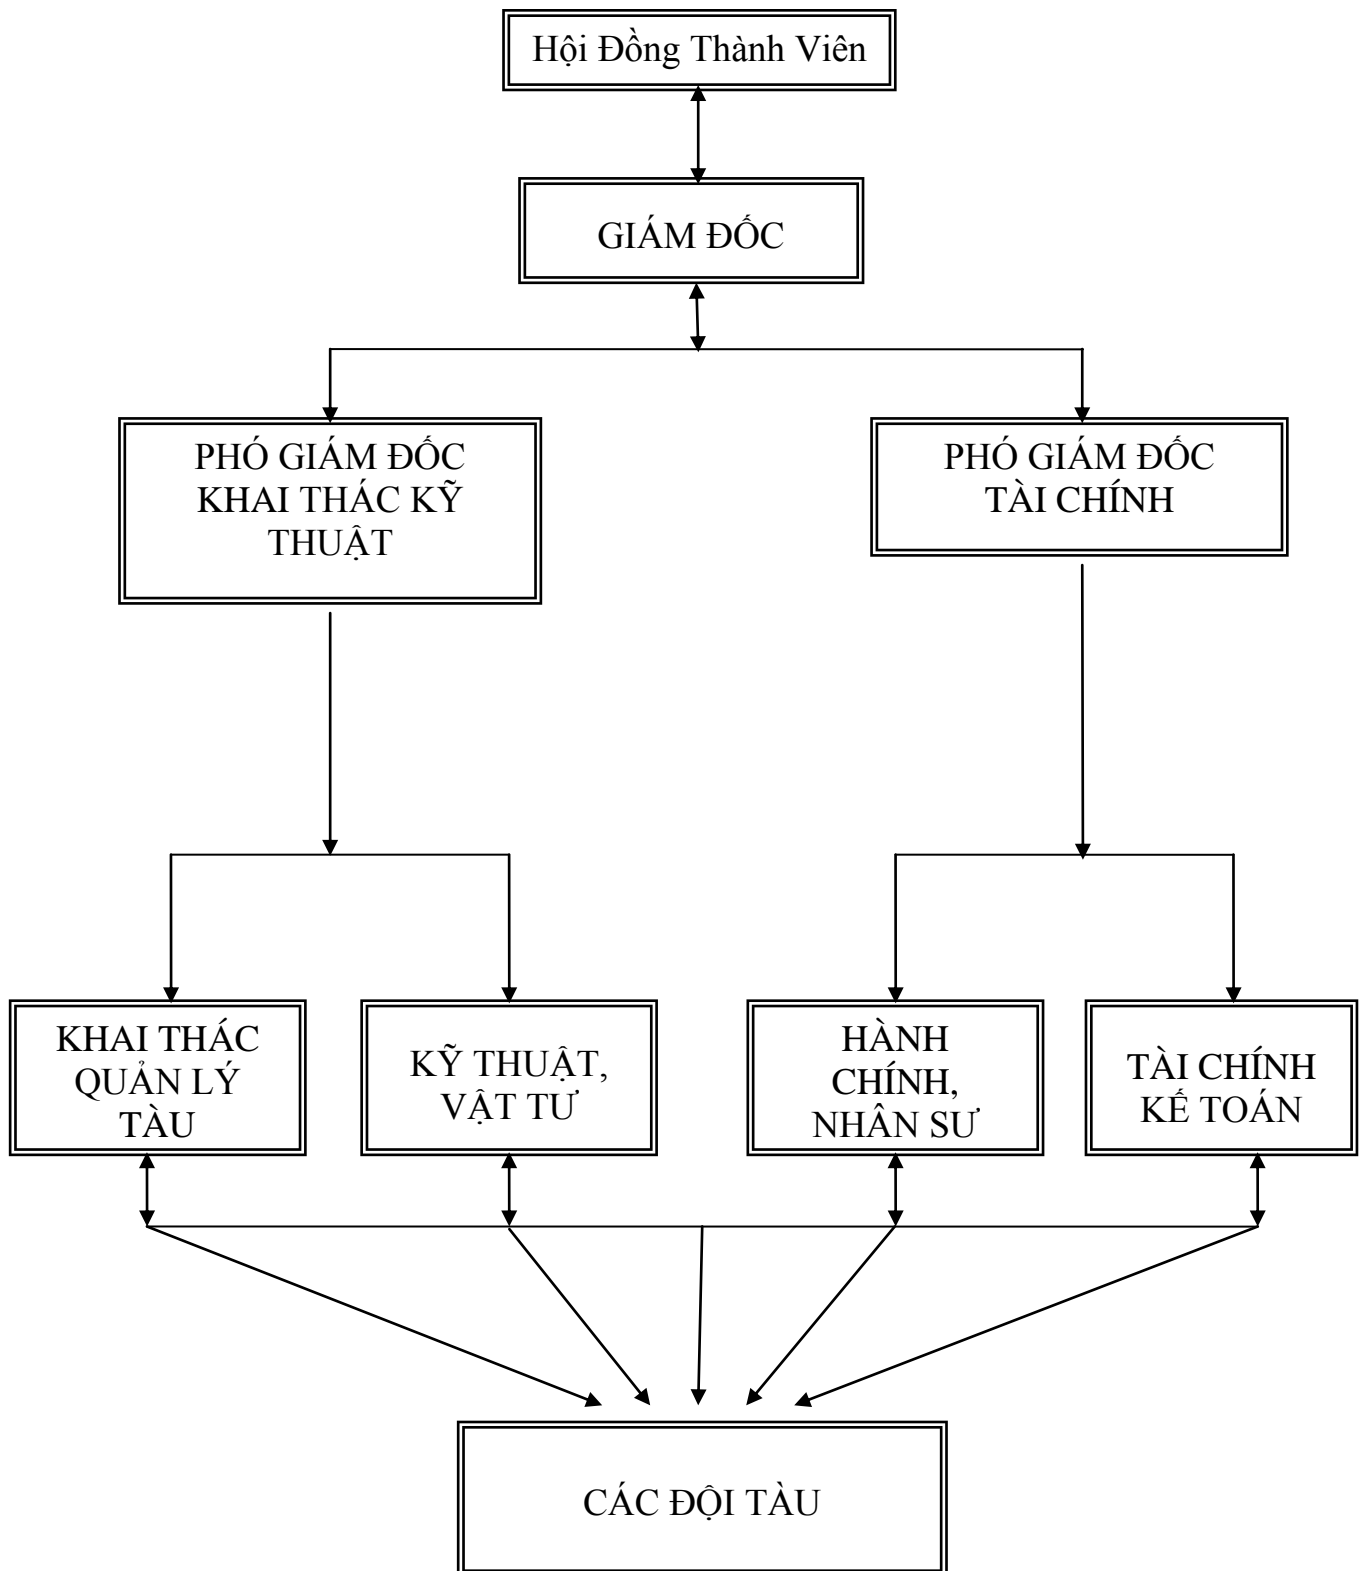 Hội Đồng Thành Viên
GIÁM ĐỐC
PHÓ GIÁM ĐỐC
KHAI THÁC KỸ
THUẬT
PHÓ GIÁM ĐỐC
TÀI CHÍNH
KHAI THÁC
QUẢN LÝ
TÀU
KỸ THUẬT,
VẬT TƯ
HÀNH
CHÍNH,
NHÂN SƯ
TÀI CHÍNH
KẾ TOÁN
CÁC ĐỘI TÀU